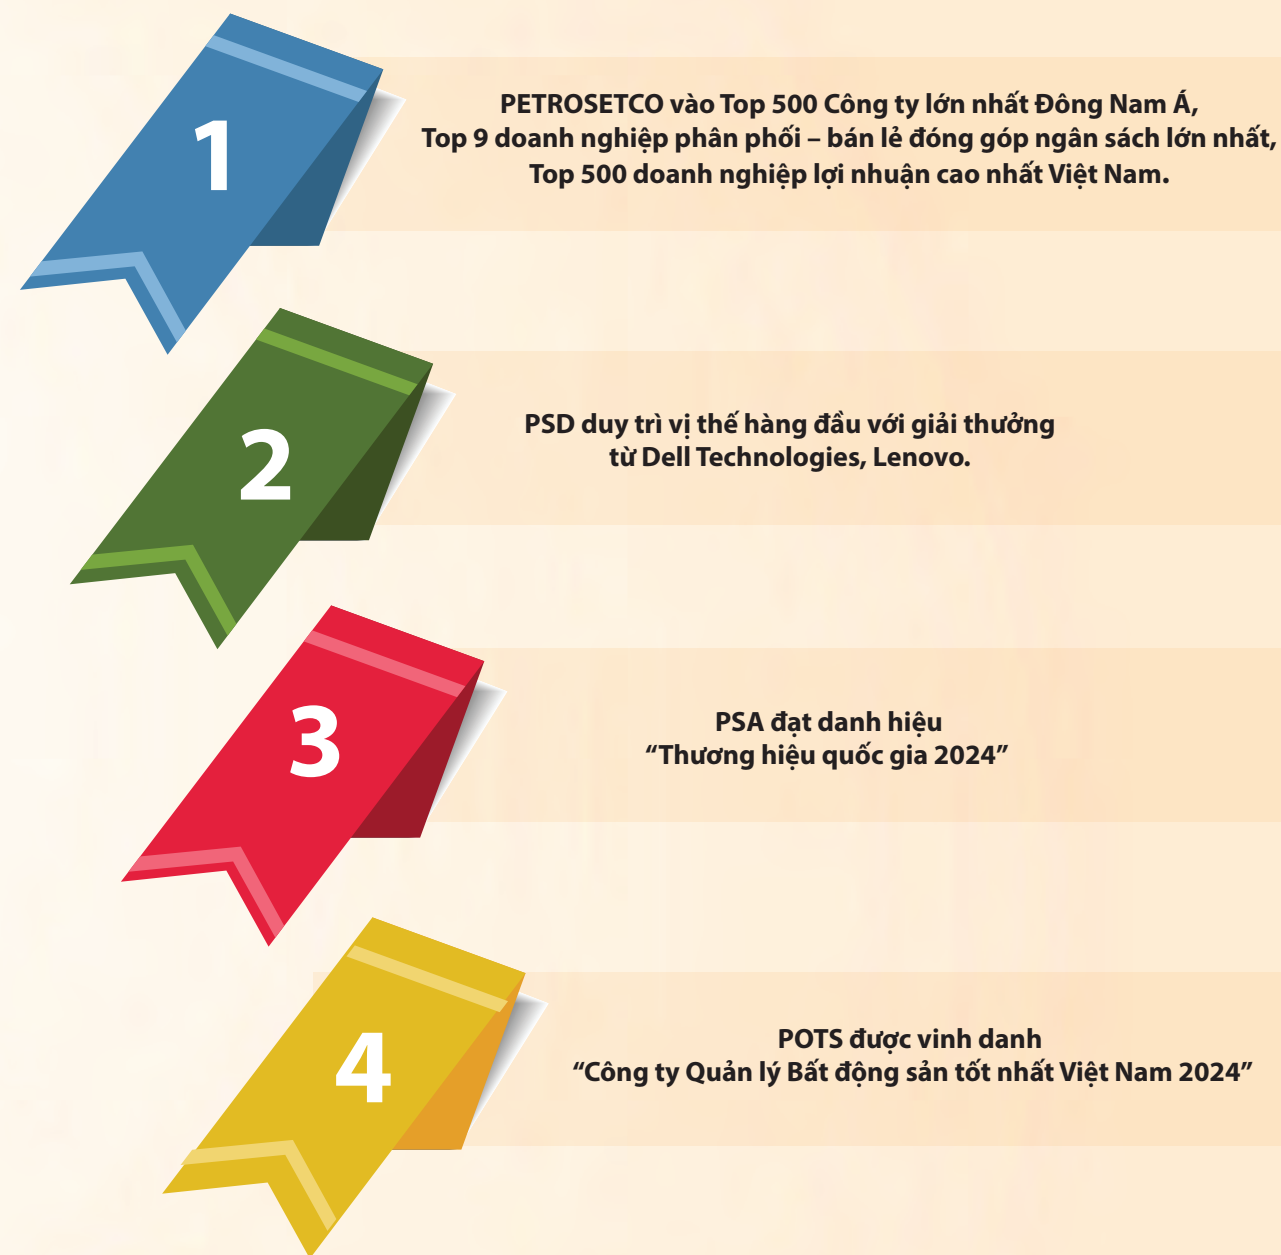 1
PETROSETCO vào Top 500 Công ty lớn nhất Đông Nam Á,
Top 9 doanh nghiệp phân phối – bán lẻ đóng góp ngân sách lớn nhất,
Top 500 doanh nghiệp lợi nhuận cao nhất Việt Nam.
2
PSD duy trì vị thế hàng đầu với giải thưởng
từ Dell Technologies, Lenovo.
3
PSA đạt danh hiệu
“Thương hiệu quốc gia 2024”
4
POTS được vinh danh
“Công ty Quản lý Bất động sản tốt nhất Việt Nam 2024”